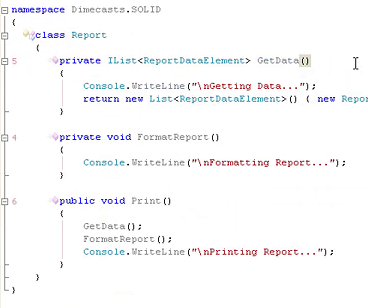 namespace Dimecasts.SOLID
{
class Report
{
5 private IList<ReportDataElement> GetData()
{
Console.WriteLine("\nGetting Data...");
return new List<ReportDataElement>() { new Repor
}
4 private void FormatReport()
{
Console.WriteLine("\nFormatting Report...");
}
6 public void Print()
{
GetData();
FormatReport();
Console.WriteLine("\nPrinting Report...");
}
}
}